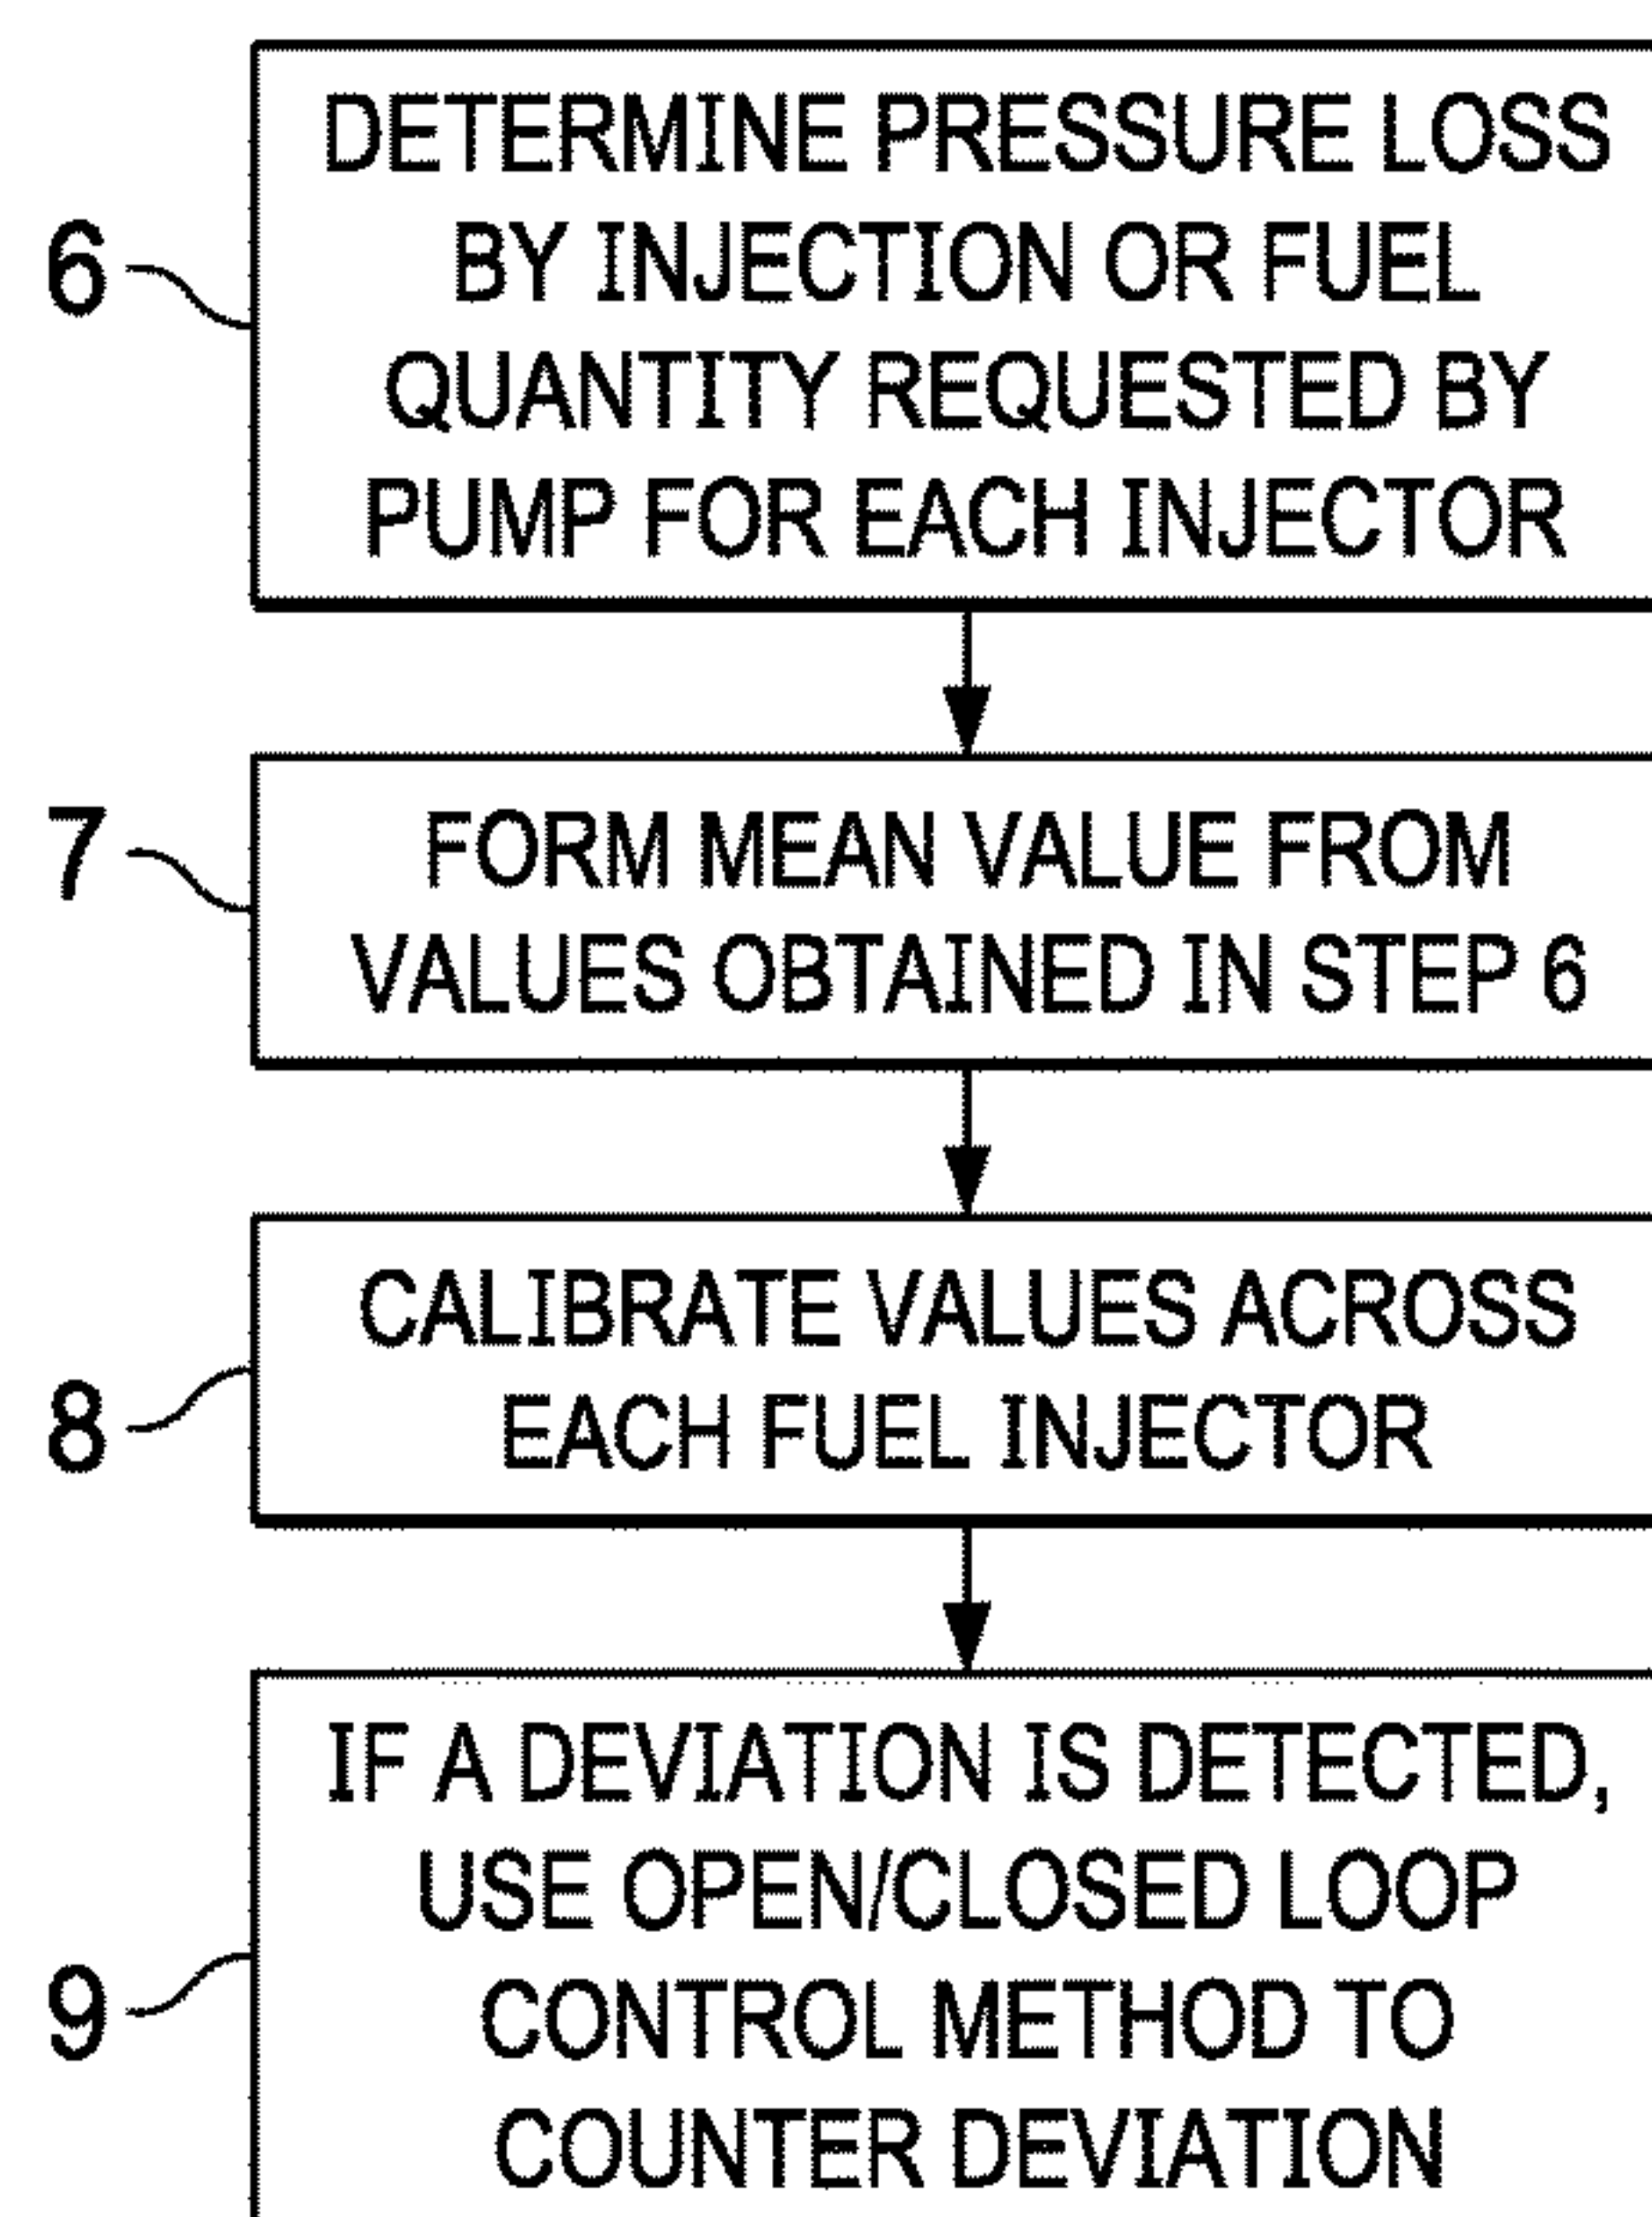 6
DETERMINE PRESSURE LOSS
BY INJECTION OR FUEL
QUANTITY REQUESTED BY
PUMP FOR EACH INJECTOR
7
FORM MEAN VALUE FROM
VALUES OBTAINED IN STEP 6
8
CALIBRATE VALUES ACROSS
EACH FUEL INJECTOR
9
IF A DEVIATION IS DETECTED,
USE OPEN/CLOSED LOOP
CONTROL METHOD TO
COUNTER DEVIATION